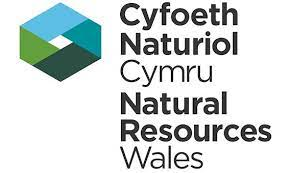 Cyfoeth
Naturiol
Cymru
Natural
Resources
Wales